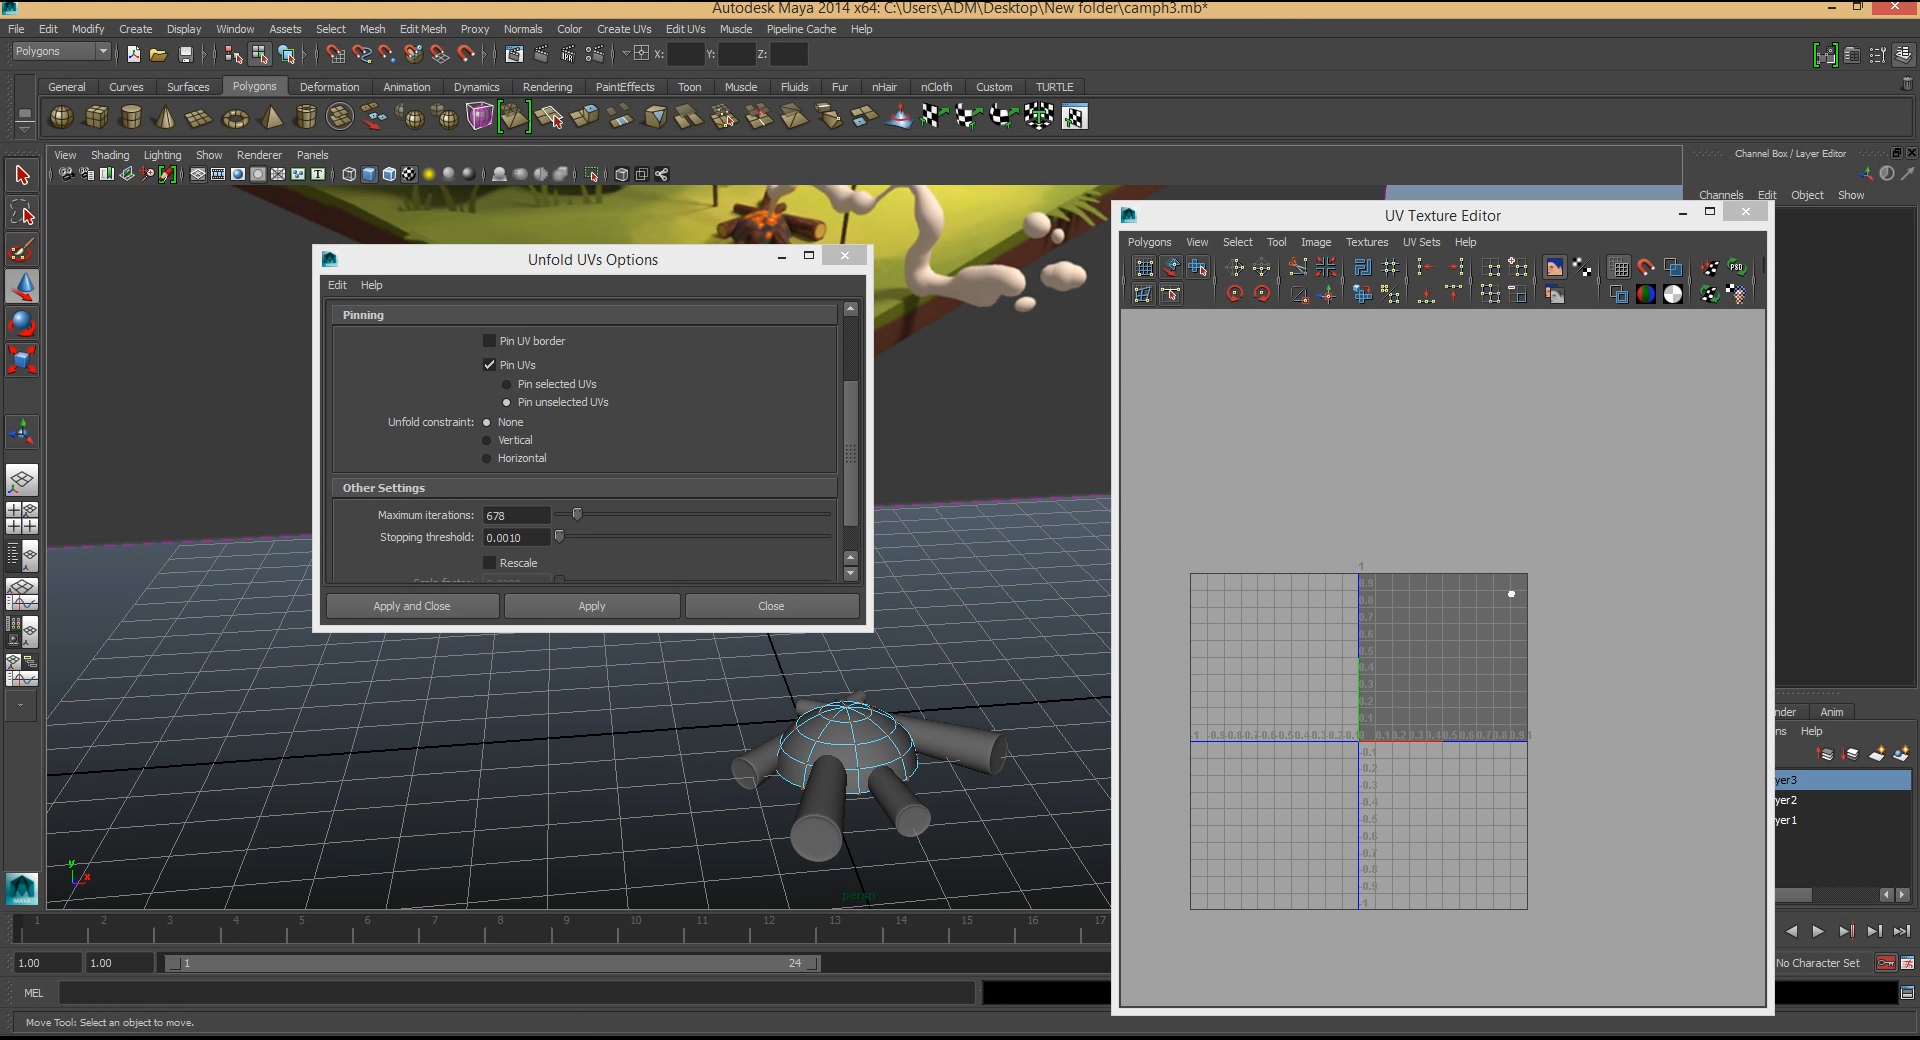 Autodesk Maya 2014 x64: C:\Users\ADM\Desktop\New folder\camph3.mb*
File Edit Modify Create Display Window Assets Select Mesh Edit Mesh Proxy Normals Color Create UVs Edit UVs Muscle Pipeline Cache Help
Polygons X: Y: Z:
General Curves Surfaces Polygons Deformation Animation Dynamics Rendering PaintEffects Toon Muscle Fluids Fur nHair nCloth Custom TURTLE
View Shading Lighting Show Renderer Panels
Channel Box / Layer Editor
Channels Edit Object Show
Unfold UVs Options
Edit Help
Pinning
Pin UV border
Pin UVs
Pin selected UVs
Pin unselected UVs
Unfold constraint: None
Vertical
Horizontal
Other Settings
Maximum iterations: 678
Stopping threshold: 0.0010
Rescale
Apply and Close Apply Close
UV Texture Editor
Polygons View Select Tool Image Textures UV Sets Help
PSD
1
0.9
0.8
0.7
0.6
0.5
0.4
0.3
0.2
0.1
-1 -0.9 -0.8 -0.7 -0.6 -0.5 -0.4 -0.3 -0.2 -0.1 0 0.1 0.2 0.3 0.4 0.5 0.6 0.7 0.8 0.9 1
-0.1
-0.2
-0.3
-0.4
-0.5
-0.6
-0.7
-0.8
-0.9
-1
nder Anim
ns Help
yer3
yer2
yer1
y x
persp
MAYA
1 2 3 4 5 6 7 8 9 10 11 12 13 14 15 16 17
1.00 1.00 1 24 No Character Set
MEL
Move Tool: Select an object to move.